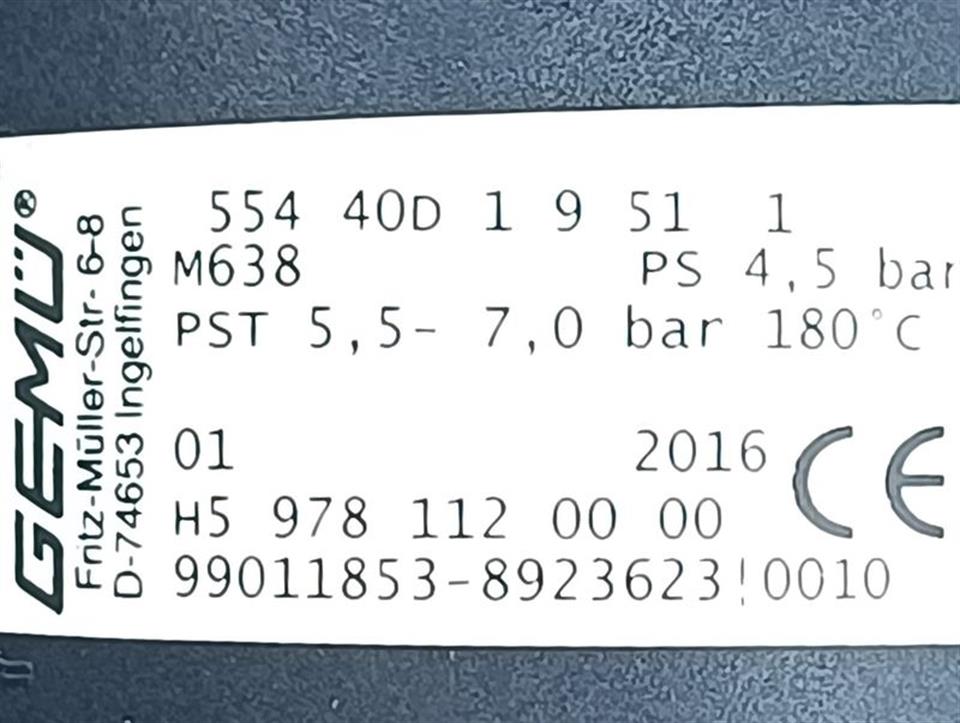 GEMÜ®
Fritz-Müller-Str. 6-8
D-74653 Ingelfingen
554 40D 1 9 51 1
M638 PS 4,5 bar
PST 5,5- 7,0 bar 180°C
01 2016 CE
H5 978 112 00 00
99011853-8923623!0010